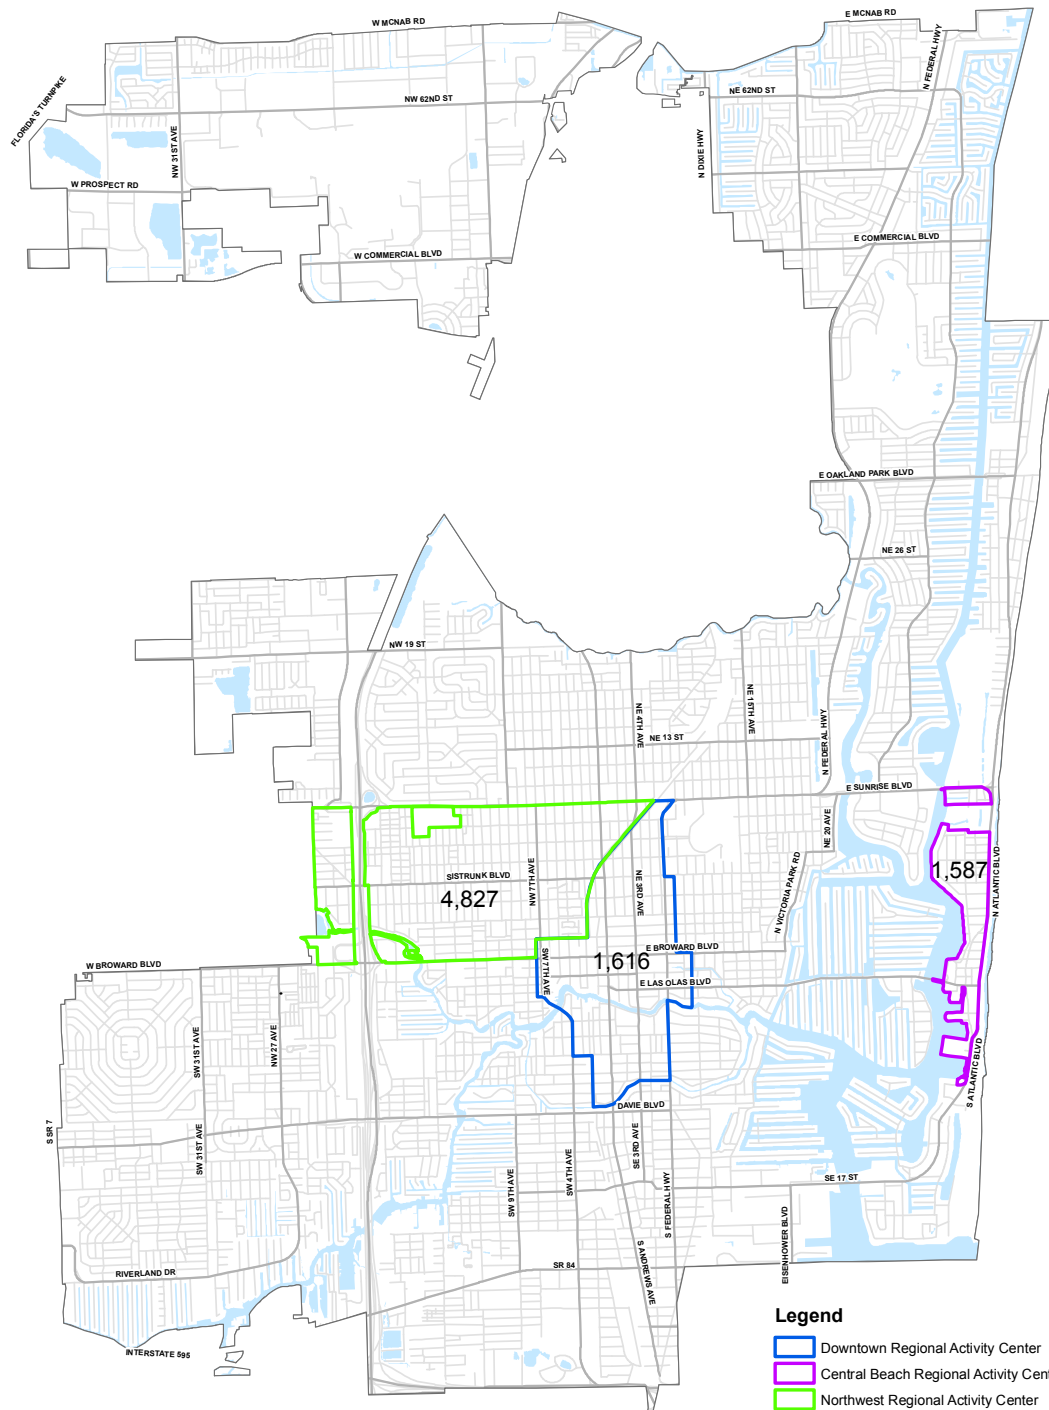 W MCNAB RD
E MCNAB RD
N FEDERAL HWY
FLORIDA'S TURNPIKE
NW 62ND ST
NE 62ND ST
NW 31ST AVE
N DIXIE HWY
W PROSPECT RD
E COMMERCIAL BLVD
W COMMERCIAL BLVD
E OAKLAND PARK BLVD
NE 26 ST
NW 19 ST
NE 4TH AVE
NE 15TH AVE
N FEDERAL HWY
NE 13 ST
E SUNRISE BLVD
NE 20 AVE
SISTRUNK BLVD
NW 7TH AVE
NE 3RD AVE
N VICTORIA PARK RD
N ATLANTIC BLVD
1,587
4,827
E BROWARD BLVD
W BROWARD BLVD
SW 7TH AVE
1,616
E LAS OLAS BLVD
SW 31ST AVE
NW 27 AVE
S ATLANTIC BLVD
DAVIE BLVD
S SR 7
SW 31ST AVE
SE 3RD AVE
SW 9TH AVE
SW 4TH AVE
SE 17 ST
S FEDERAL HWY
EISENHOWER BLVD
S ANDREWS AVE
RIVERLAND DR
SR 84
INTERSTATE 595
Legend
Downtown Regional Activity Center
Central Beach Regional Activity Cent
Northwest Regional Activity Center